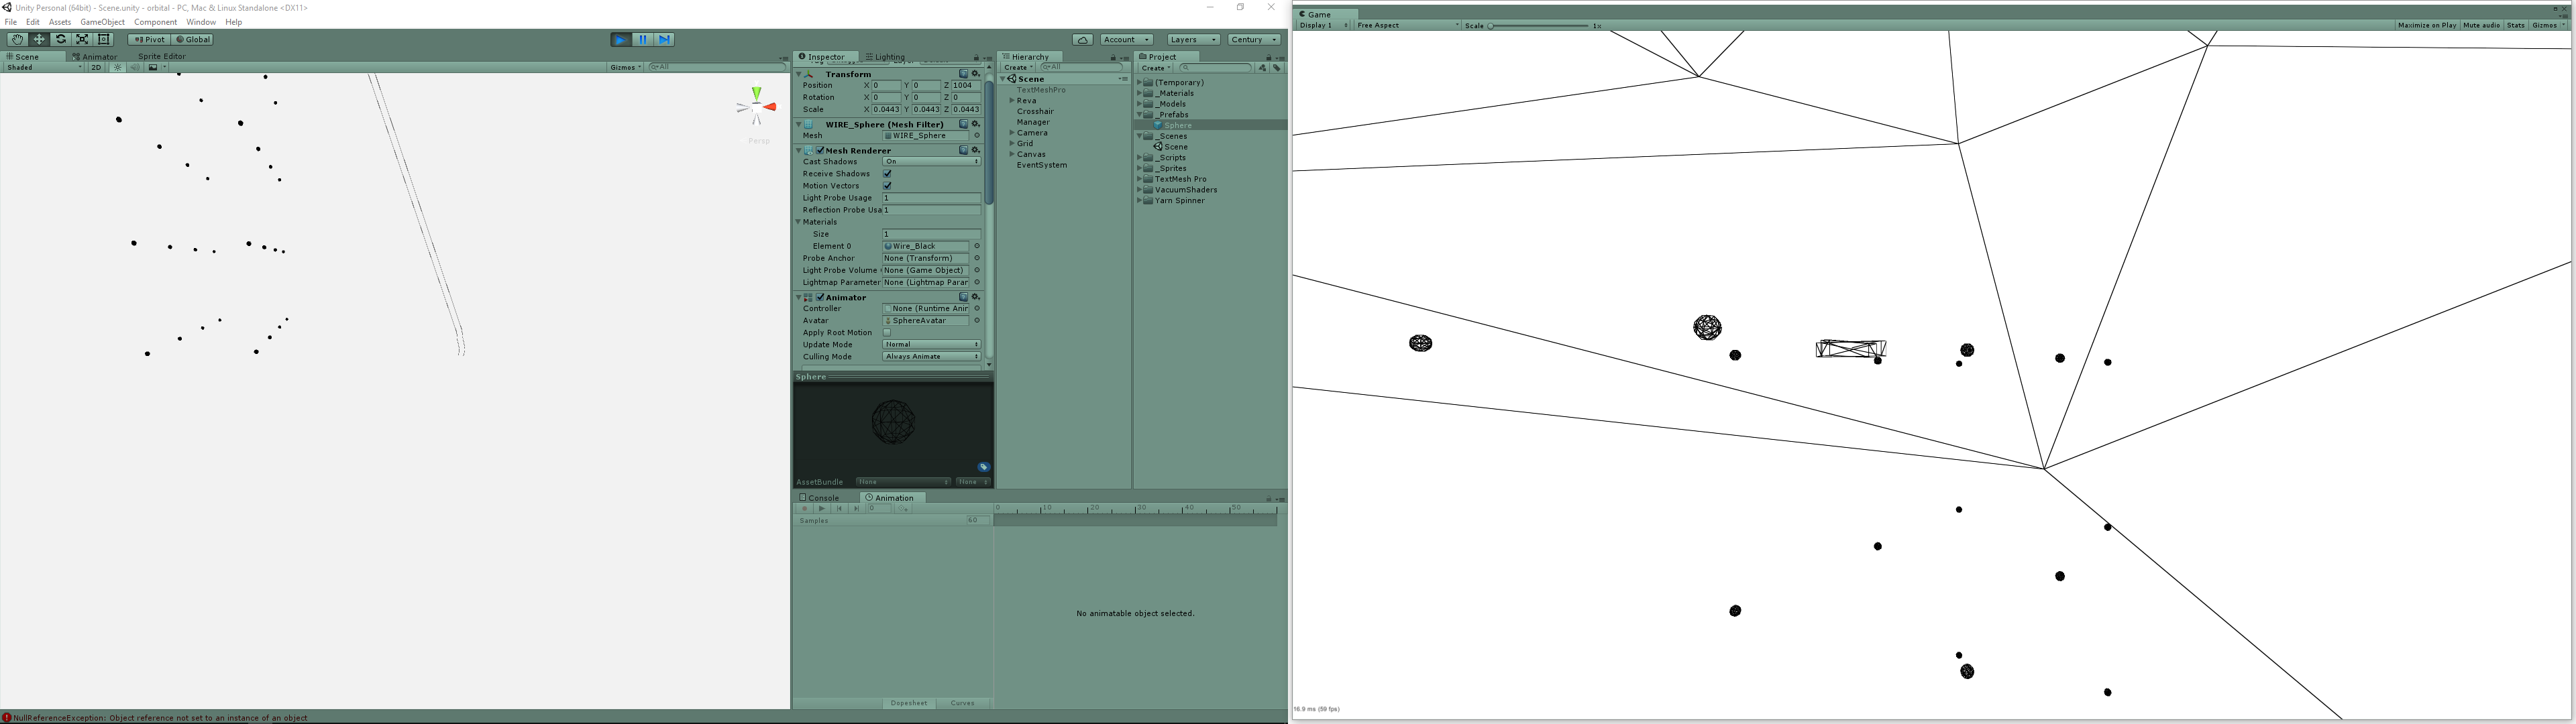 Unity Personal (64bit) - Scene.unity - orbital - PC, Mac & Linux Standalone <DX11>
File Edit Assets GameObject Component Window Help
Pivot Global
Account Layers Century
Scene Animator Sprite Editor
Shaded 2D Gizmos All
Persp
Inspector Lighting
Transform
Position X 0 Y 0 Z 1004
Rotation X 0 Y 0 Z 0
Scale X 0.0443 Y 0.0443 Z 0.0443
WIRE_Sphere (Mesh Filter)
Mesh WIRE_Sphere
Mesh Renderer
Cast Shadows On
Receive Shadows
Motion Vectors
Light Probe Usage 1
Reflection Probe Usa 1
Materials
Size 1
Element 0 Wire_Black
Probe Anchor None (Transform)
Light Probe Volume None (Game Object)
Lightmap Parameter None (Lightmap Parar
Animator
Controller None (Runtime Anir
Avatar SphereAvatar
Apply Root Motion
Update Mode Normal
Culling Mode Always Animate
Sphere
AssetBundle None None
Hierarchy
Create All
Scene
TextMeshPro
Reva
Crosshair
Manager
Camera
Grid
Canvas
EventSystem
Project
Create
(Temporary)
_Materials
_Models
_Prefabs
Sphere
_Scenes
Scene
_Scripts
_Sprites
TextMesh Pro
VacuumShaders
Yarn Spinner
Console Animation
0 0 10 20 30 40 50
Samples 60
No animatable object selected.
Dopesheet Curves
NullReferenceException: Object reference not set to an instance of an object
Game
Display 1 Free Aspect Scale 1x Maximize on Play Mute audio Stats Gizmos
16.9 ms (59 fps)